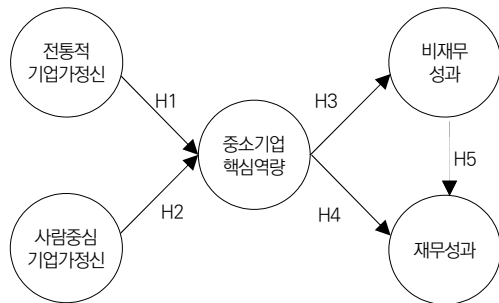 전통적
기업가정신
비재무
성과
H1
H3
중소기업
핵심역량
H5
H2
H4
사람중심
기업가정신
재무성과